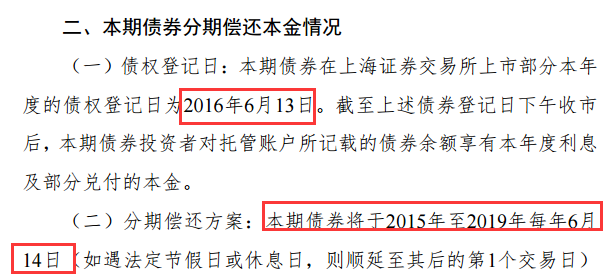 二、本期债券分期偿还本金情况
（一）债权登记日：本期债券在上海证券交易所上市部分本年
度的债权登记日为2016年6月13日。截至上述债券登记日下午收市
后，本期债券投资者对托管账户所记载的债券余额享有本年度利息
及部分兑付的本金。
（二）分期偿还方案：本期债券将于2015年至2019年每年6月
14日（如遇法定节假日或休息日，则顺延至其后的第1个交易日）